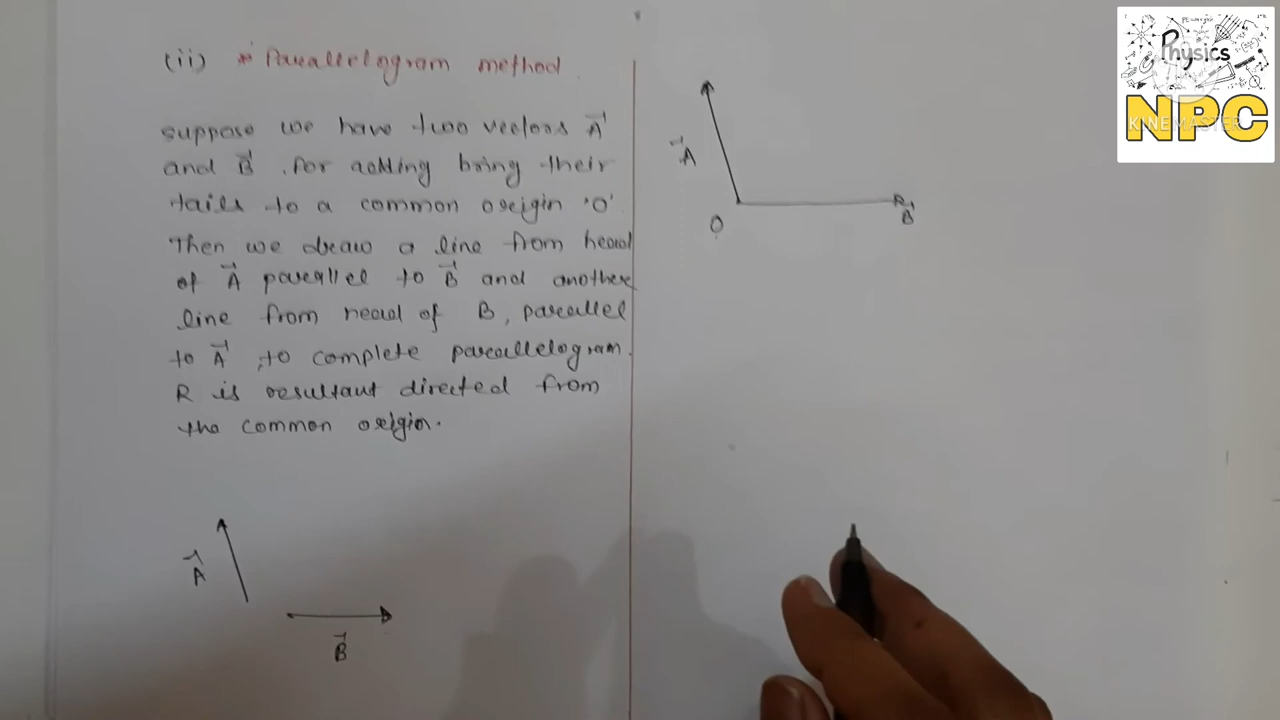 (ii) * Parallelogram method
suppose we have two vectors A
and B . for adding bring their
tails to a common origin 'O'
Then we draw a line from head
of A parallel to B and another
line from head of B, parallel
to A , to complete parallelogram.
R is resultant directed from
the common origin.
A
B
A
O
B
Physics
NPC
KINEMASTER